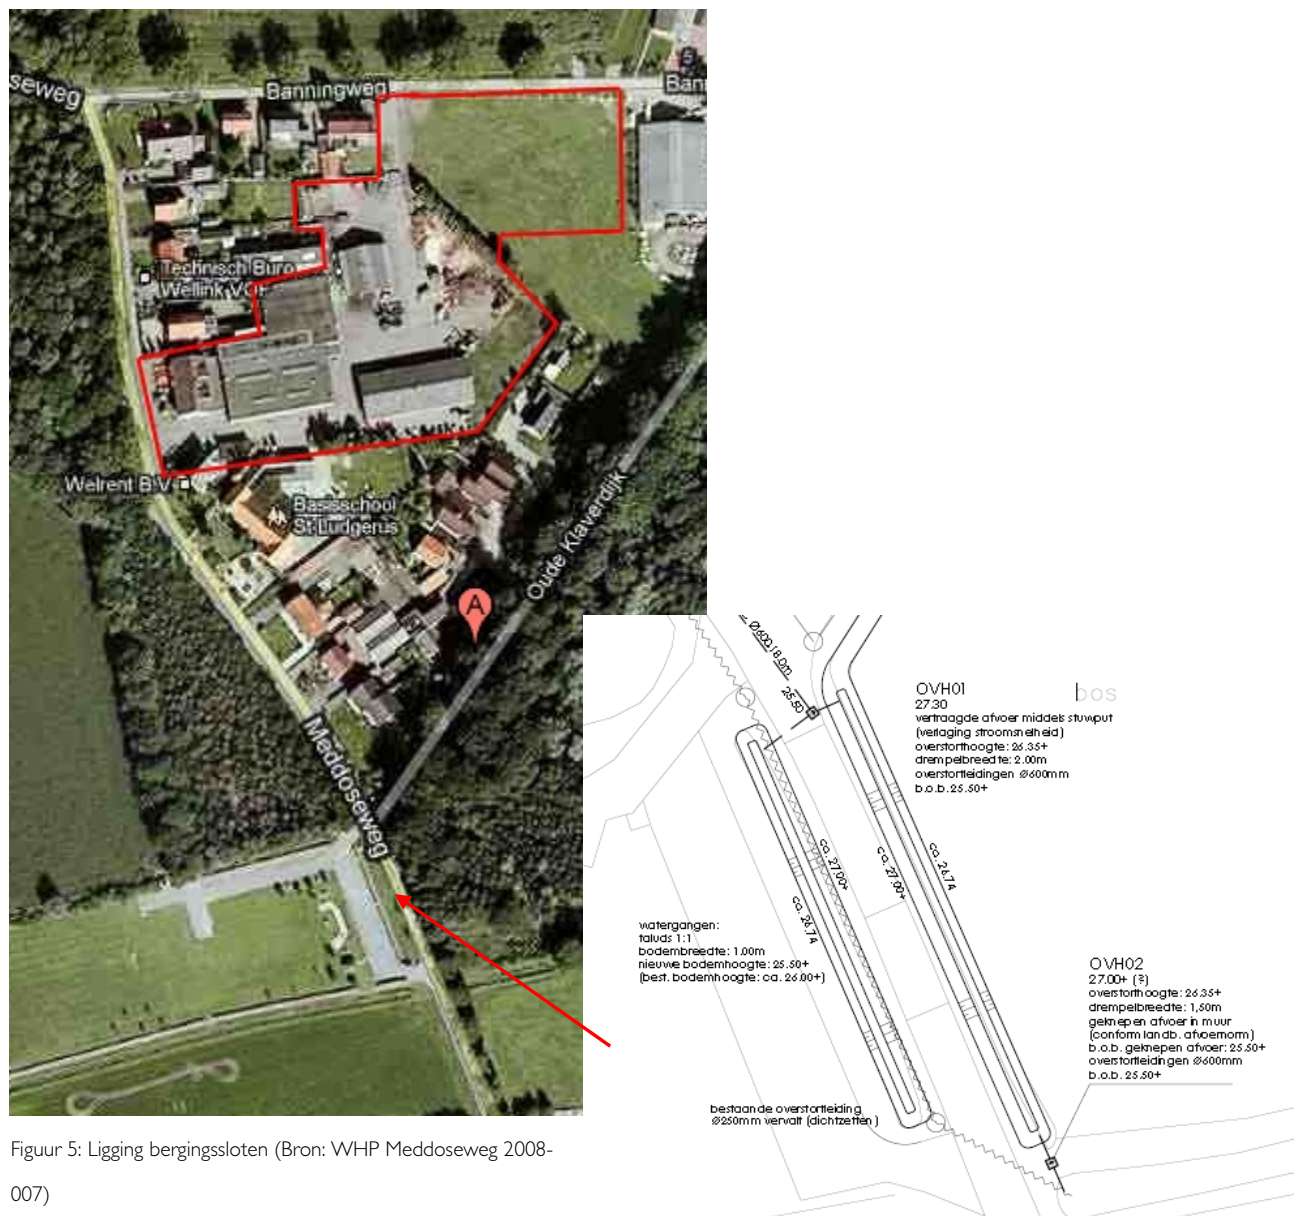 seweg
Banningweg
5
Bann
Technisch Buro
Wellink VOF
Welrent B.V
Basisschool
St Ludgerus
Oude Klaverdijk
A
Meddoseweg
Ø600,18.0m
25.50
OVH01
27.30
vertraagde afvoer middels stuwput
(verlaging stroomsnelheid)
overstorthoogte: 26.35+
drempelbreedte: 2.00m
overstortleidingen Ø600mm
b.o.b. 25.50+
bos
ca. 27.00+
ca. 27.00+
ca. 26.74
ca. 26.74
watergangen:
taluds 1:1
bodembreedte: 1.00m
nieuwe bodemhoogte: 25.50+
(best. bodemhoogte: ca. 26.00+)
OVH02
27.00+ (?)
overstorthoogte: 26.35+
drempelbreedte: 1,50m
geknepen afvoer in muur
(conform landb. afvoernorm)
b.o.b. geknepen afvoer: 25.50+
overstortleidingen Ø600mm
b.o.b. 25.50+
bestaande overstortleiding
Ø250mm vervalt (dichtzetten)
Figuur 5: Ligging bergingssloten (Bron: WHP Meddoseweg 2008-
007)